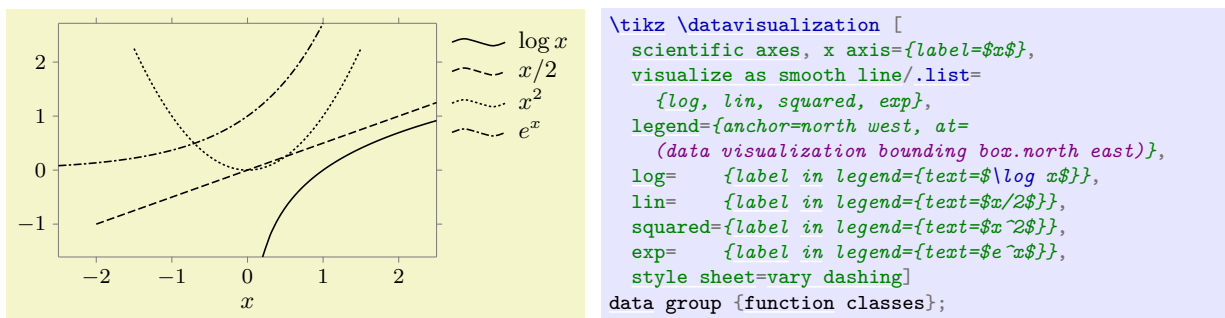 2
1
0
−1
−2
−1
0
1
2
x
log x
x/2
x²
eˣ
\tikz \datavisualization [
  scientific axes, x axis={label=$x$},
  visualize as smooth line/.list=
    {log, lin, squared, exp},
  legend={anchor=north west, at=
    (data visualization bounding box.north east)},
  log=    {label in legend={text=$\log x$}},
  lin=    {label in legend={text=$x/2$}},
  squared={label in legend={text=$x^2$}},
  exp=    {label in legend={text=$e^x$}},
  style sheet=vary dashing]
data group {function classes};